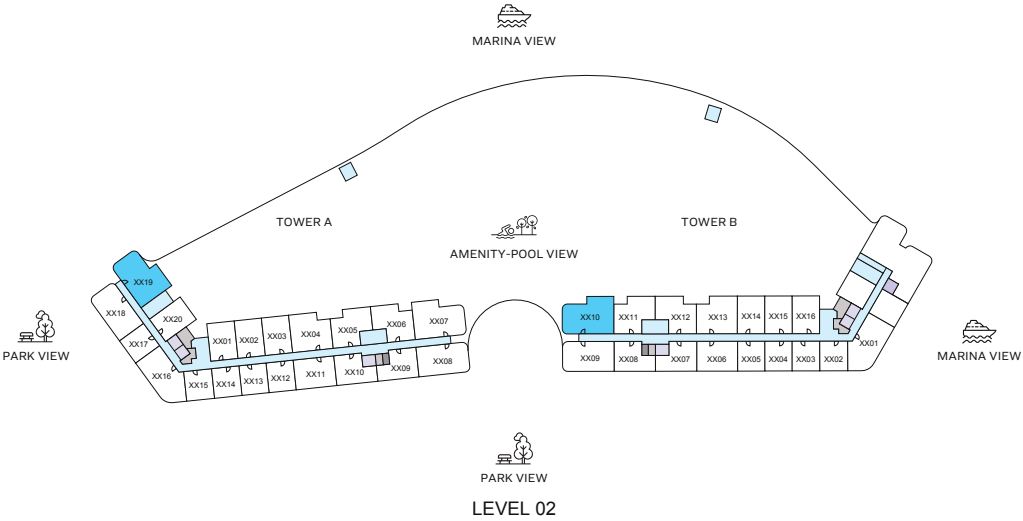 MARINA VIEW
TOWER A
TOWER B
AMENITY-POOL VIEW
XX19
XX18
XX20
XX17
XX16
XX01
XX02
XX03
XX04
XX05
XX06
XX07
XX15
XX14
XX13
XX12
XX11
XX10
XX09
XX08
XX10
XX11
XX12
XX13
XX14
XX15
XX16
XX01
XX09
XX08
XX07
XX06
XX05
XX04
XX03
XX02
PARK VIEW
MARINA VIEW
PARK VIEW
LEVEL 02